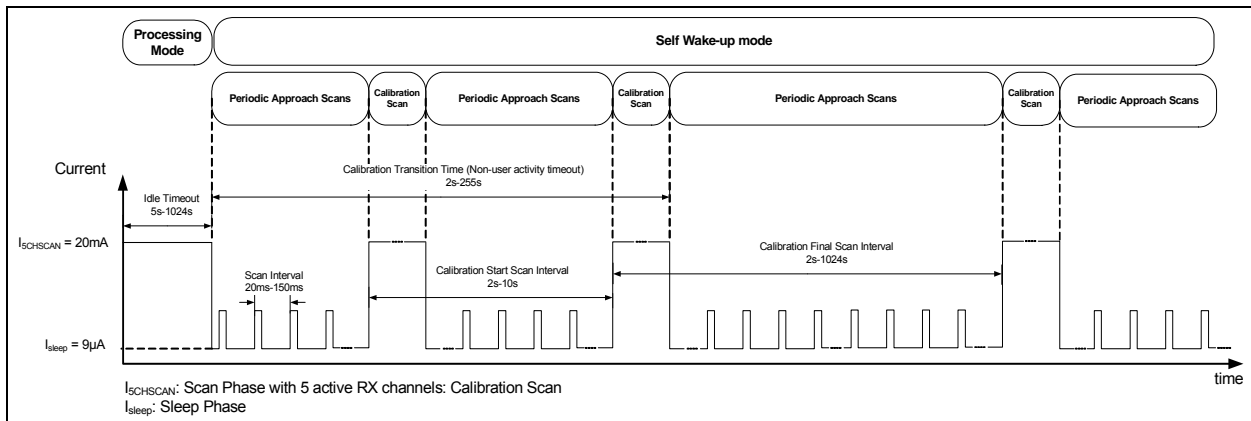 Processing
Mode
Self Wake-up mode
Periodic Approach Scans
Calibration
Scan
Periodic Approach Scans
Calibration
Scan
Periodic Approach Scans
Calibration
Scan
Periodic Approach Scans
Current
Calibration Transition Time (Non-user activity timeout)
2s-255s
Idle Timeout
5s-1024s
I5CHSCAN = 20mA
Scan Interval
20ms-150ms
Calibration Start Scan Interval
2s-10s
Calibration Final Scan Interval
2s-1024s
Isleep = 9µA
time
I5CHSCAN: Scan Phase with 5 active RX channels: Calibration Scan
Isleep: Sleep Phase